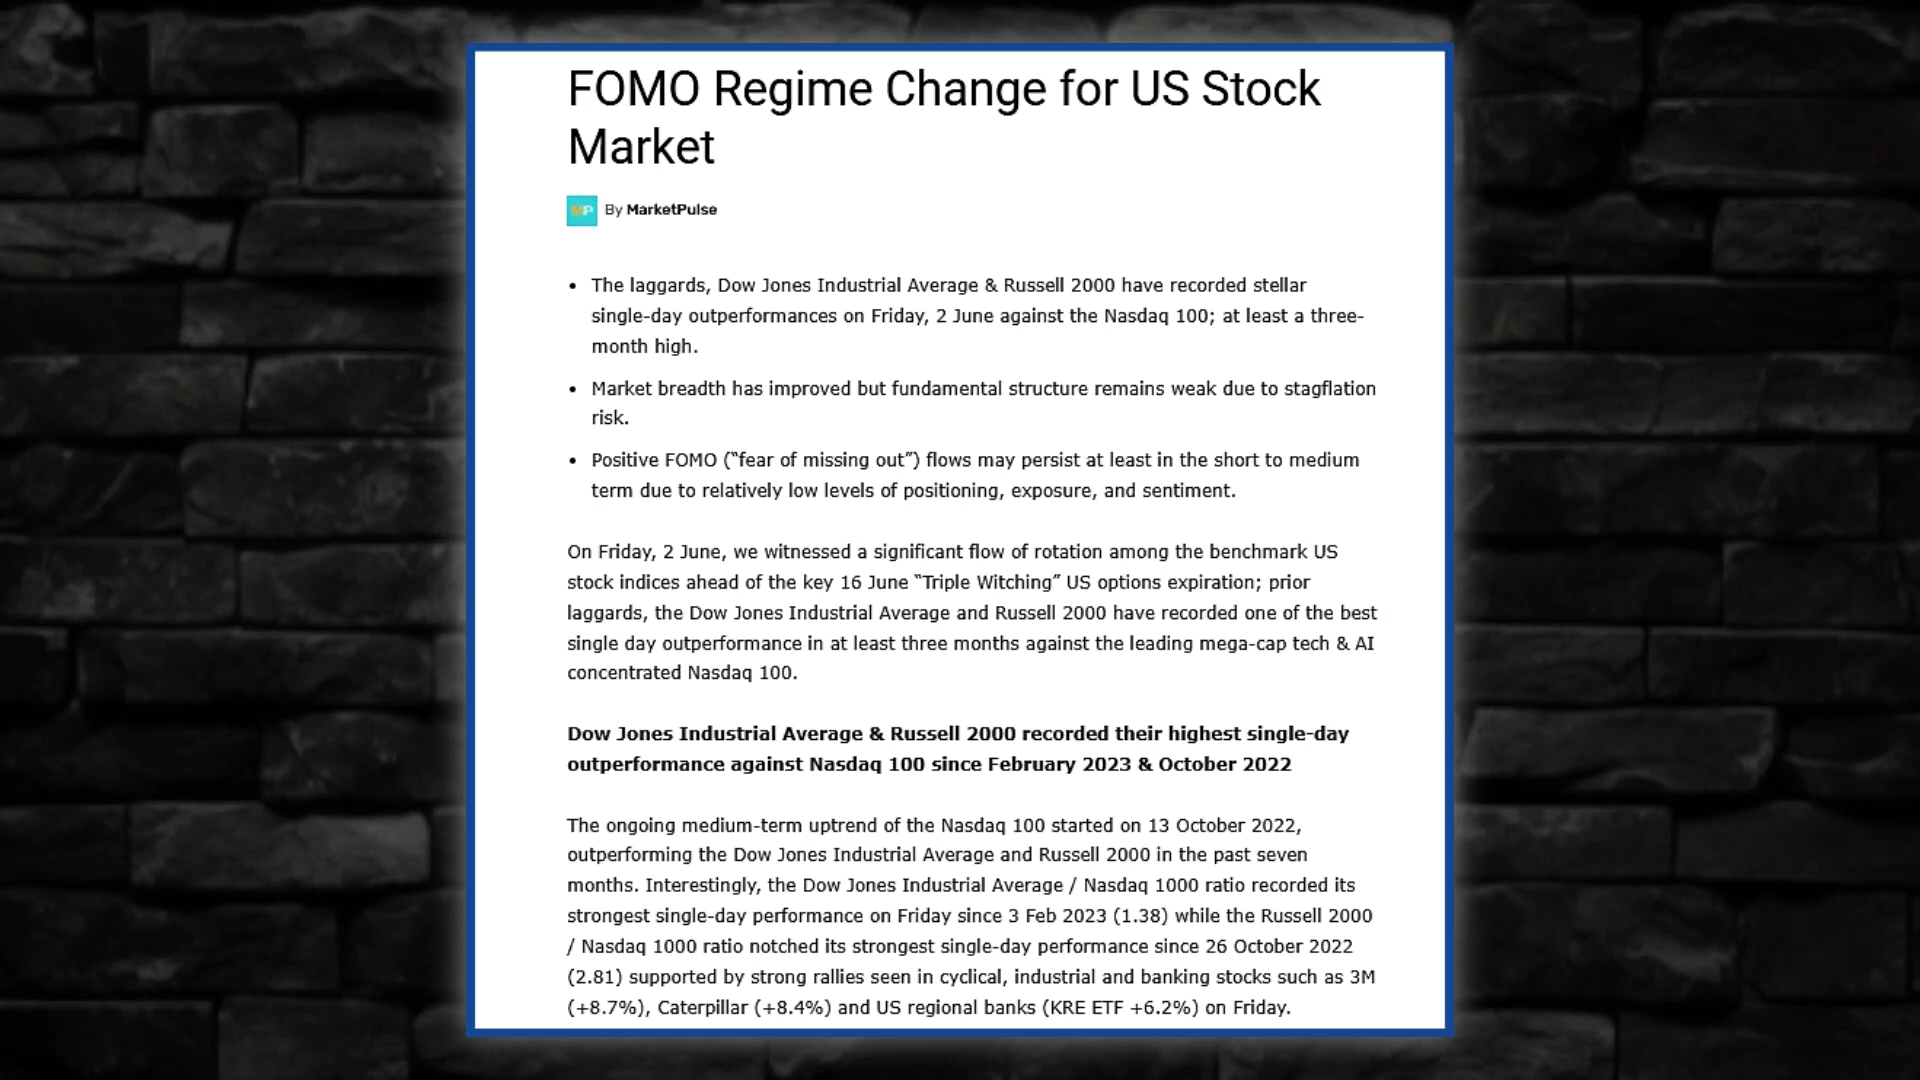 FOMO Regime Change for US Stock
Market
MP By MarketPulse
• The laggards, Dow Jones Industrial Average & Russell 2000 have recorded stellar
single-day outperformances on Friday, 2 June against the Nasdaq 100; at least a three-
month high.
• Market breadth has improved but fundamental structure remains weak due to stagflation
risk.
• Positive FOMO (“fear of missing out”) flows may persist at least in the short to medium
term due to relatively low levels of positioning, exposure, and sentiment.
On Friday, 2 June, we witnessed a significant flow of rotation among the benchmark US
stock indices ahead of the key 16 June “Triple Witching” US options expiration; prior
laggards, the Dow Jones Industrial Average and Russell 2000 have recorded one of the best
single day outperformance in at least three months against the leading mega-cap tech & AI
concentrated Nasdaq 100.
Dow Jones Industrial Average & Russell 2000 recorded their highest single-day
outperformance against Nasdaq 100 since February 2023 & October 2022
The ongoing medium-term uptrend of the Nasdaq 100 started on 13 October 2022,
outperforming the Dow Jones Industrial Average and Russell 2000 in the past seven
months. Interestingly, the Dow Jones Industrial Average / Nasdaq 1000 ratio recorded its
strongest single-day performance on Friday since 3 Feb 2023 (1.38) while the Russell 2000
/ Nasdaq 1000 ratio notched its strongest single-day performance since 26 October 2022
(2.81) supported by strong rallies seen in cyclical, industrial and banking stocks such as 3M
(+8.7%), Caterpillar (+8.4%) and US regional banks (KRE ETF +6.2%) on Friday.